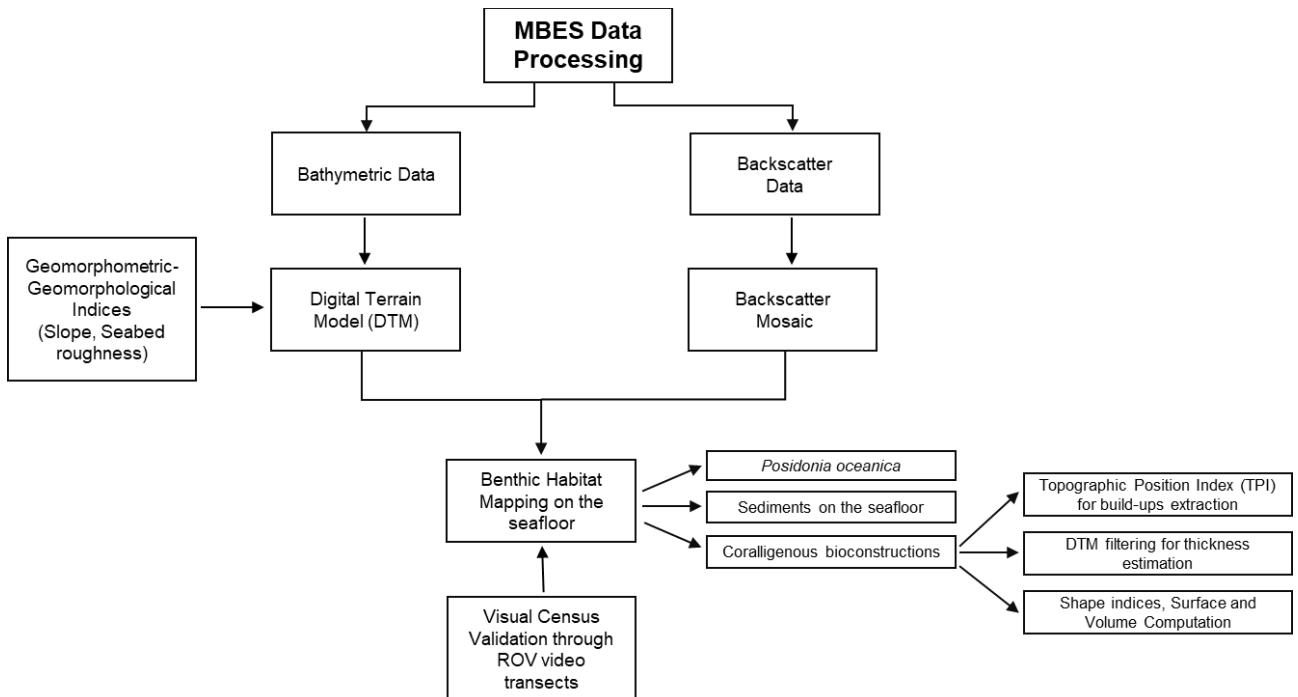 MBES Data
Processing
Bathymetric Data
Backscatter
Data
Geomorphometric-
Geomorphological
Indices
(Slope, Seabed
roughness)
Digital Terrain
Model (DTM)
Backscatter
Mosaic
Benthic Habitat
Mapping on the
seafloor
Posidonia oceanica
Sediments on the seafloor
Coralligenous bioconstructions
Topographic Position Index (TPI)
for build-ups extraction
DTM filtering for thickness
estimation
Shape indices, Surface and
Volume Computation
Visual Census
Validation through
ROV video
transects